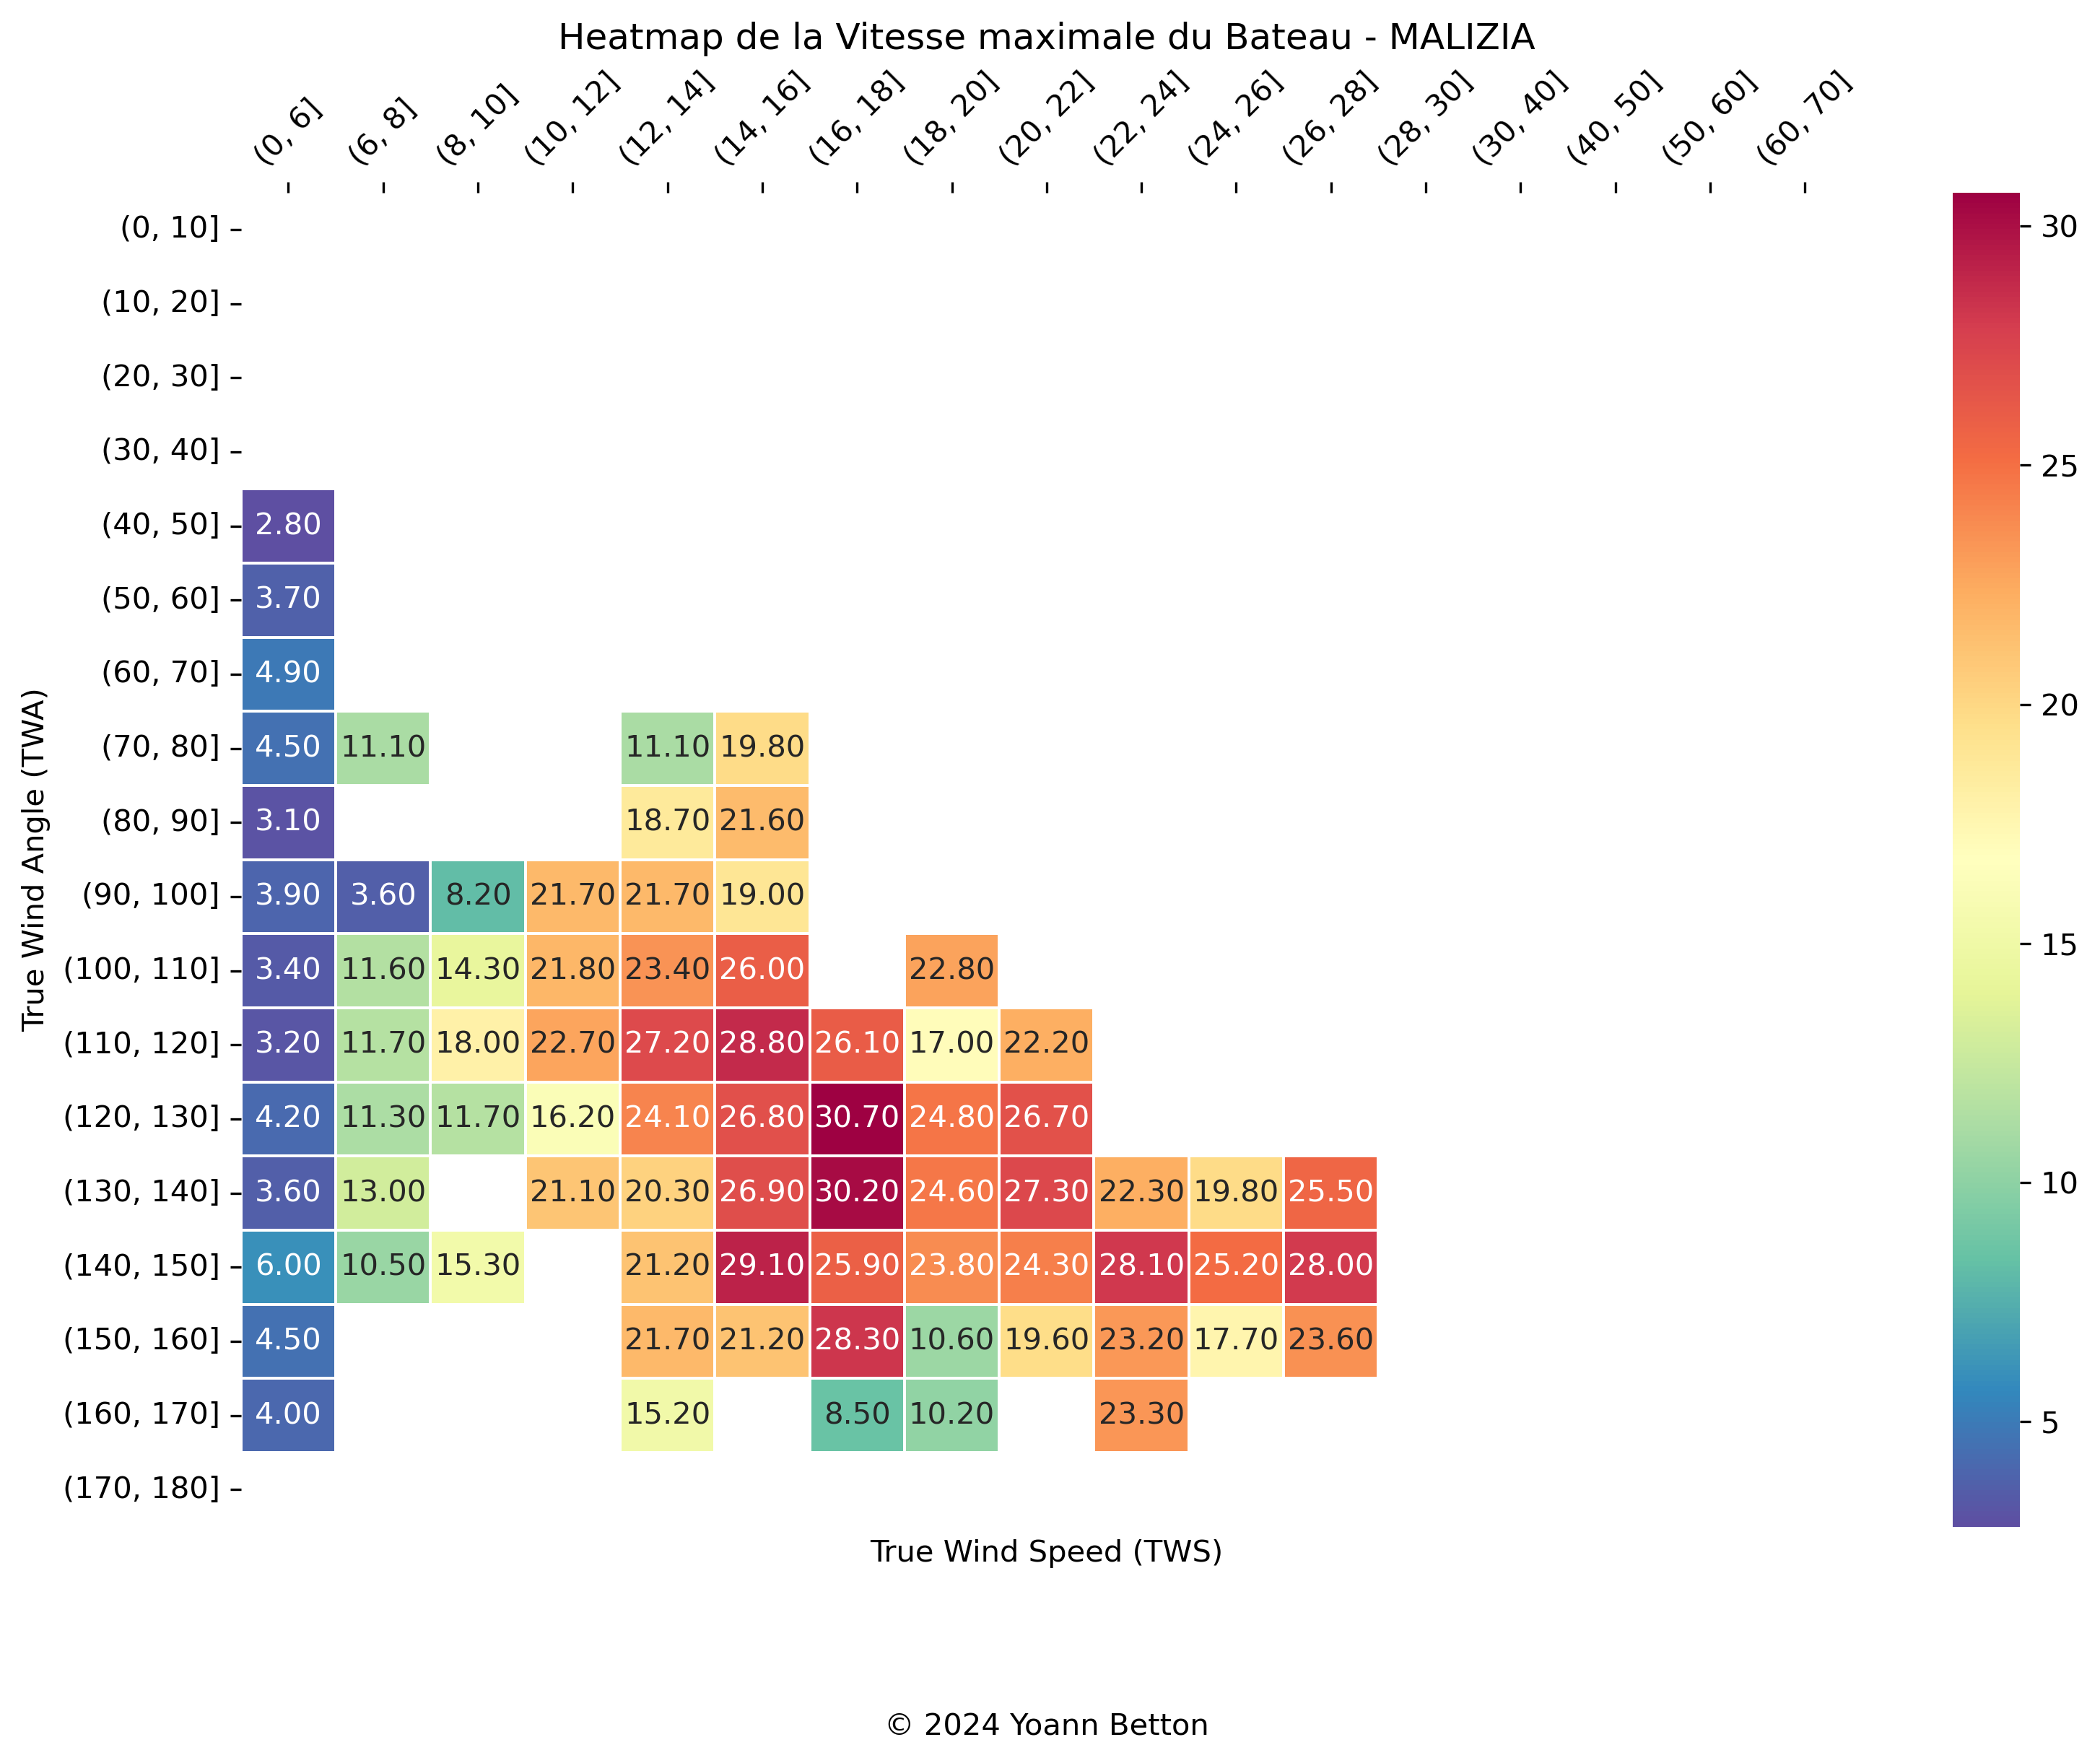 Heatmap de la Vitesse maximale du Bateau - MALIZIA
(0, 6] (6, 8] (8, 10] (10, 12] (12, 14] (14, 16] (16, 18] (18, 20] (20, 22] (22, 24] (24, 26] (26, 28] (28, 30] (30, 40] (40, 50] (50, 60] (60, 70]
(0, 10]
(10, 20]
(20, 30]
(30, 40]
(40, 50] 2.80
(50, 60] 3.70
(60, 70] 4.90
(70, 80] 4.50 11.10 11.10 19.80
(80, 90] 3.10 18.70 21.60
(90, 100] 3.90 3.60 8.20 21.70 21.70 19.00
(100, 110] 3.40 11.60 14.30 21.80 23.40 26.00 22.80
(110, 120] 3.20 11.70 18.00 22.70 27.20 28.80 26.10 17.00 22.20
(120, 130] 4.20 11.30 11.70 16.20 24.10 26.80 30.70 24.80 26.70
(130, 140] 3.60 13.00 21.10 20.30 26.90 30.20 24.60 27.30 22.30 19.80 25.50
(140, 150] 6.00 10.50 15.30 21.20 29.10 25.90 23.80 24.30 28.10 25.20 28.00
(150, 160] 4.50 21.70 21.20 28.30 10.60 19.60 23.20 17.70 23.60
(160, 170] 4.00 15.20 8.50 10.20 23.30
(170, 180]
True Wind Angle (TWA)
True Wind Speed (TWS)
30
25
20
15
10
5
© 2024 Yoann Betton